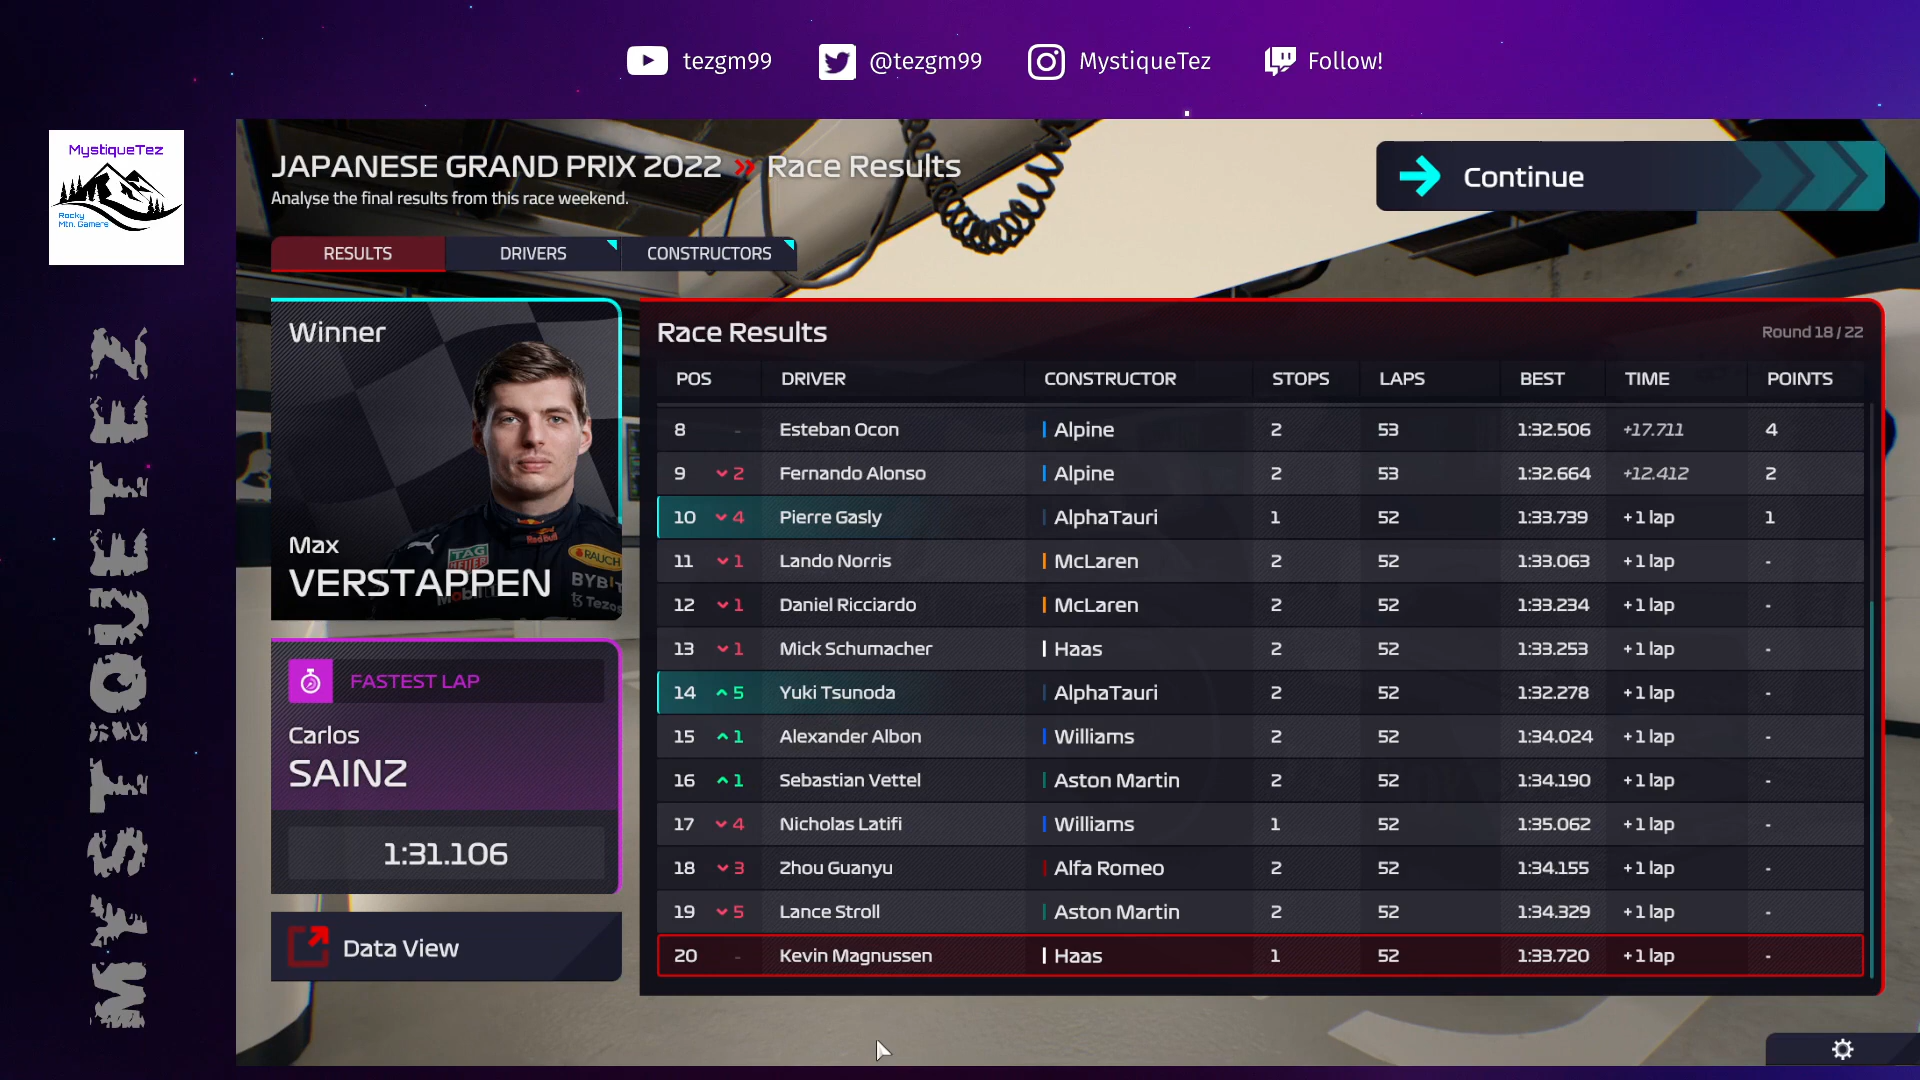 tezgm99 @tezgm99 MystiqueTez Follow!
MystiqueTez
Rocky
Mtn. Gamers
MYSTIQUETEZ
JAPANESE GRAND PRIX 2022 » Race Results
Analyse the final results from this race weekend.
Continue
RESULTS DRIVERS CONSTRUCTORS
Winner
Max
VERSTAPPEN
TAG
HEUER
Red Bull
RAUCH
BYBIT
Mobil
Tezos
FASTEST LAP
Carlos
SAINZ
1:31.106
Data View
Race Results Round 18 / 22
POS DRIVER CONSTRUCTOR STOPS LAPS BEST TIME POINTS
8 - Esteban Ocon Alpine 2 53 1:32.506 +17.711 4
9 2 Fernando Alonso Alpine 2 53 1:32.664 +12.412 2
10 4 Pierre Gasly AlphaTauri 1 52 1:33.739 +1 lap 1
11 1 Lando Norris McLaren 2 52 1:33.063 +1 lap -
12 1 Daniel Ricciardo McLaren 2 52 1:33.234 +1 lap -
13 1 Mick Schumacher Haas 2 52 1:33.253 +1 lap -
14 5 Yuki Tsunoda AlphaTauri 2 52 1:32.278 +1 lap -
15 1 Alexander Albon Williams 2 52 1:34.024 +1 lap -
16 1 Sebastian Vettel Aston Martin 2 52 1:34.190 +1 lap -
17 4 Nicholas Latifi Williams 1 52 1:35.062 +1 lap -
18 3 Zhou Guanyu Alfa Romeo 2 52 1:34.155 +1 lap -
19 5 Lance Stroll Aston Martin 2 52 1:34.329 +1 lap -
20 - Kevin Magnussen Haas 1 52 1:33.720 +1 lap -